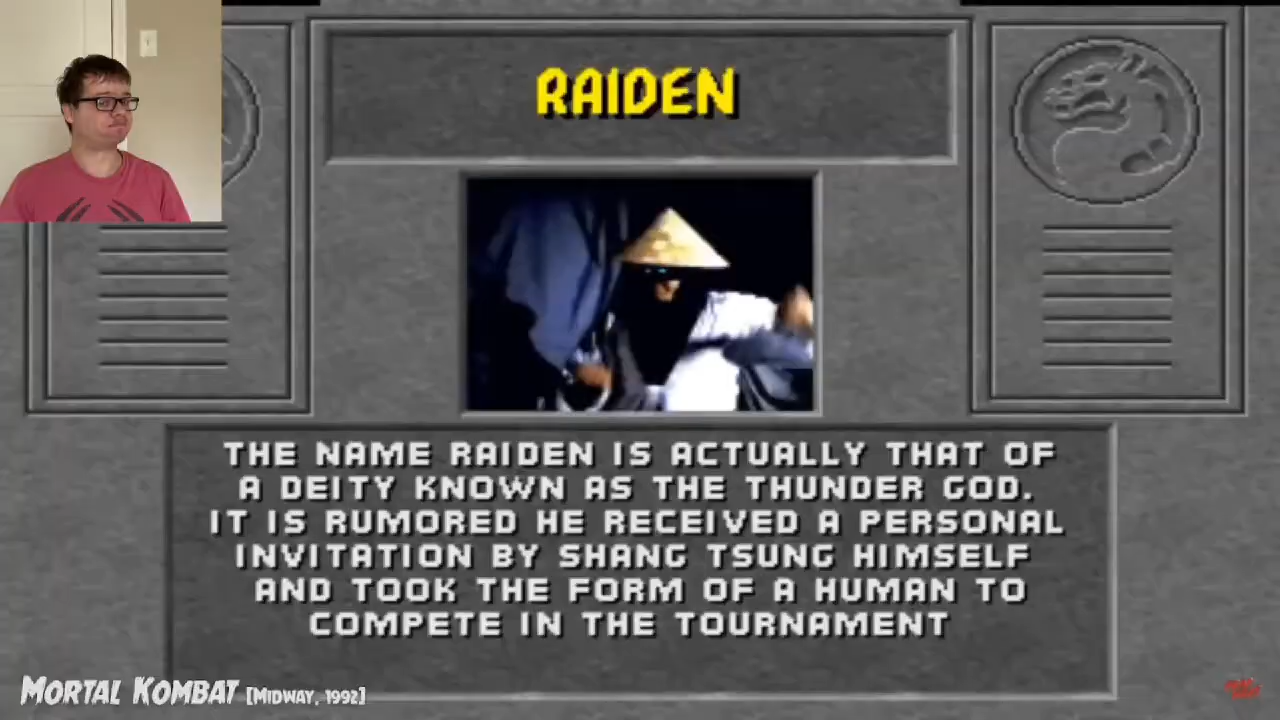 RAIDEN
THE NAME RAIDEN IS ACTUALLY THAT OF
A DEITY KNOWN AS THE THUNDER GOD.
IT IS RUMORED HE RECEIVED A PERSONAL
INVITATION BY SHANG TSUNG HIMSELF
AND TOOK THE FORM OF A HUMAN TO
COMPETE IN THE TOURNAMENT
MORTAL KOMBAT [MIDWAY, 1992]